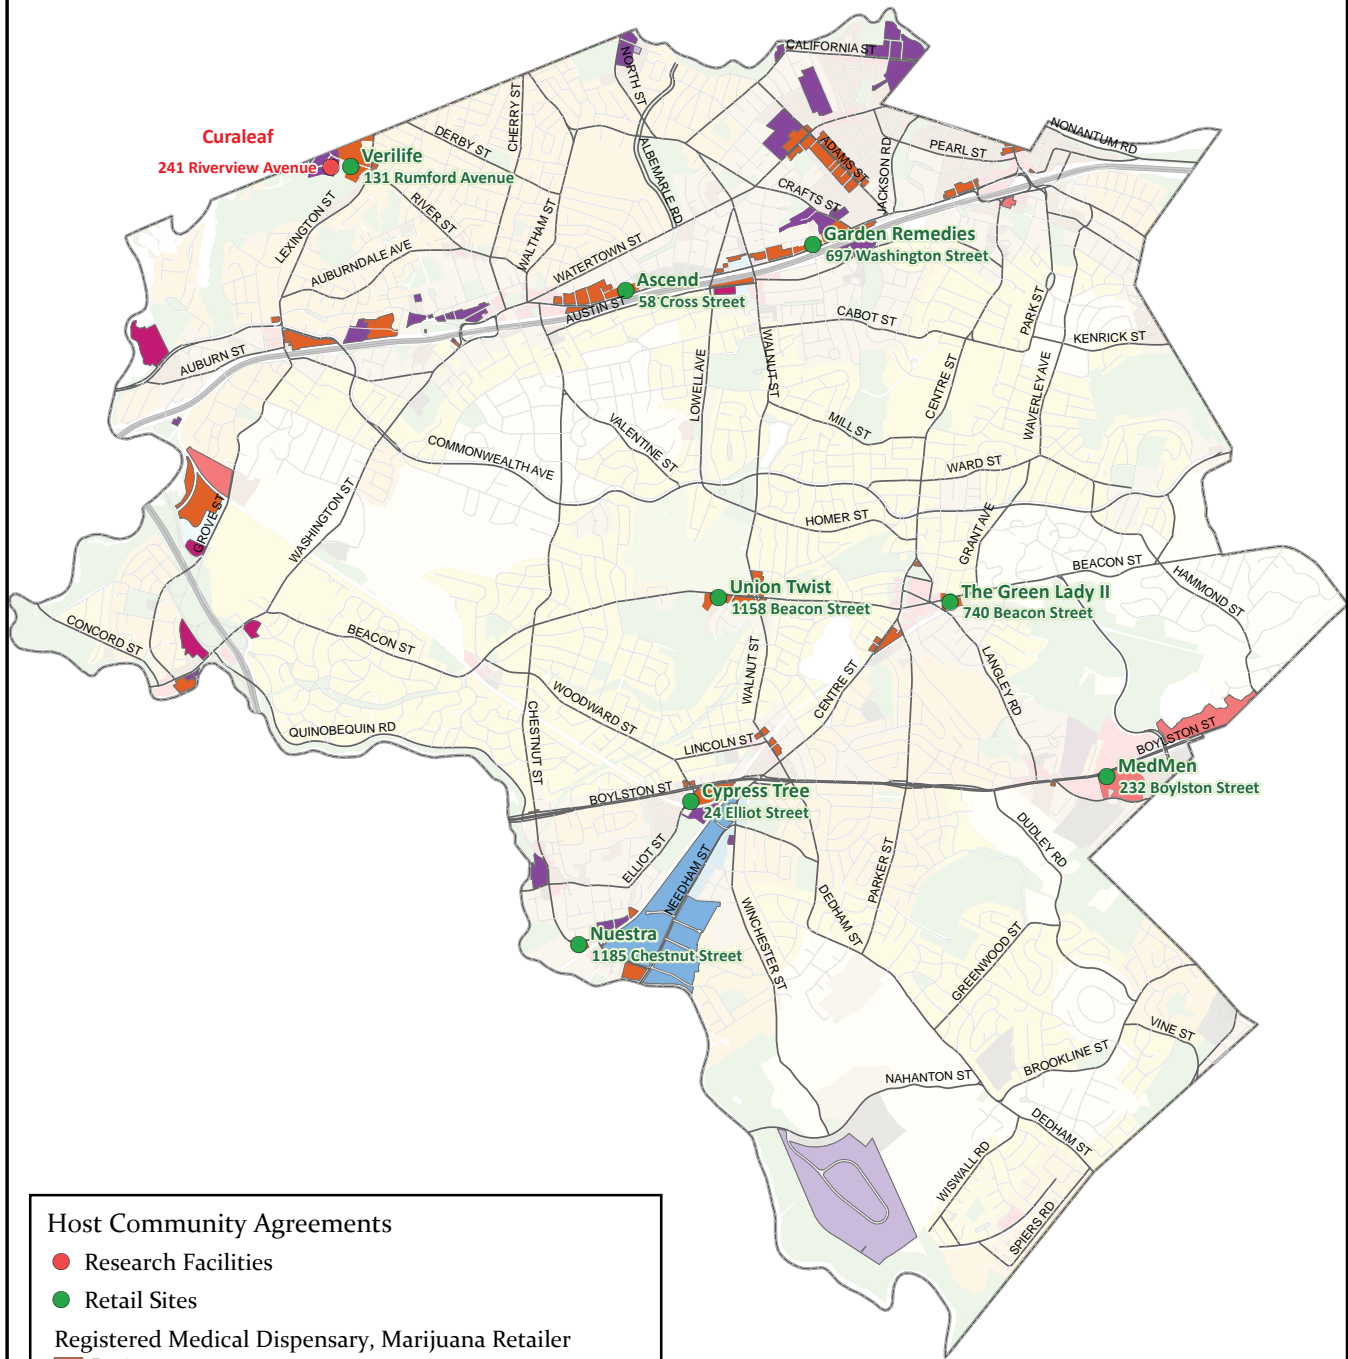 CALIFORNIA ST
NORTH ST
CHERRY ST
DERBY ST
ALBEMARLE RD
ADAMS ST
JACKSON RD
PEARL ST
NONANTUM RD
Curaleaf
241 Riverview Avenue
Verilife
131 Rumford Avenue
CRAFTS ST
LEXINGTON ST
RIVER ST
WALTHAM ST
AUBURNDALE AVE
WATERTOWN ST
Garden Remedies
697 Washington Street
Ascend
58 Cross Street
AUSTIN ST
CABOT ST
PARK ST
KENRICK ST
AUBURN ST
LOWELL AVE
WALNUT ST
CENTRE ST
WAVERLEY AVE
MILL ST
VALENTINE ST
COMMONWEALTH AVE
WARD ST
WASHINGTON ST
GROVE ST
HOMER ST
GRANT AVE
BEACON ST
HAMMOND ST
Union Twist
1158 Beacon Street
The Green Lady II
740 Beacon Street
CONCORD ST
BEACON ST
WOODWARD ST
WALNUT ST
CENTRE ST
LANGLEY RD
QUINOBEQUIN RD
CHESTNUT ST
LINCOLN ST
BOYLSTON ST
MedMen
232 Boylston Street
BOYLSTON ST
Cypress Tree
24 Elliot Street
ELLIOT ST
NEEDHAM ST
DUDLEY RD
PARKER ST
DEDHAM ST
WINCHESTER ST
GREENWOOD ST
Nuestra
1185 Chestnut Street
VINE ST
BROOKLINE ST
NAHANTON ST
DEDHAM ST
WISWALL RD
SPIERS RD
Host Community Agreements
Research Facilities
Retail Sites
Registered Medical Dispensary, Marijuana Retailer